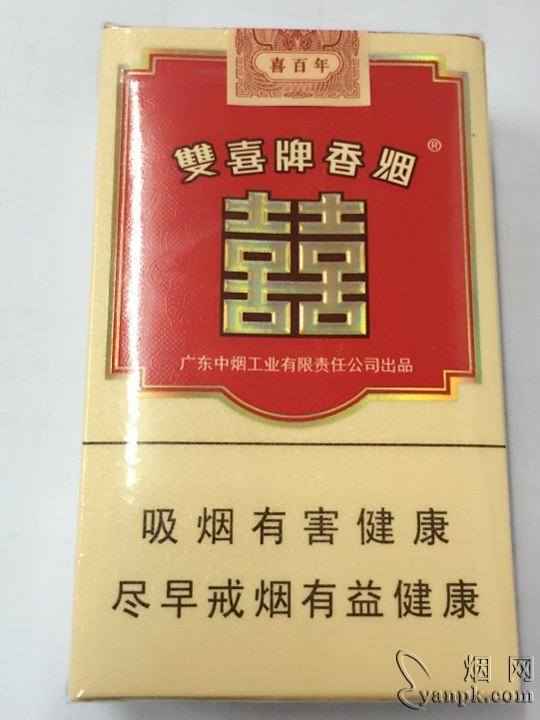 喜百年
雙喜牌香烟®
囍
广东中烟工业有限责任公司出品
吸烟有害健康
尽早戒烟有益健康
烟网
yanpk.com